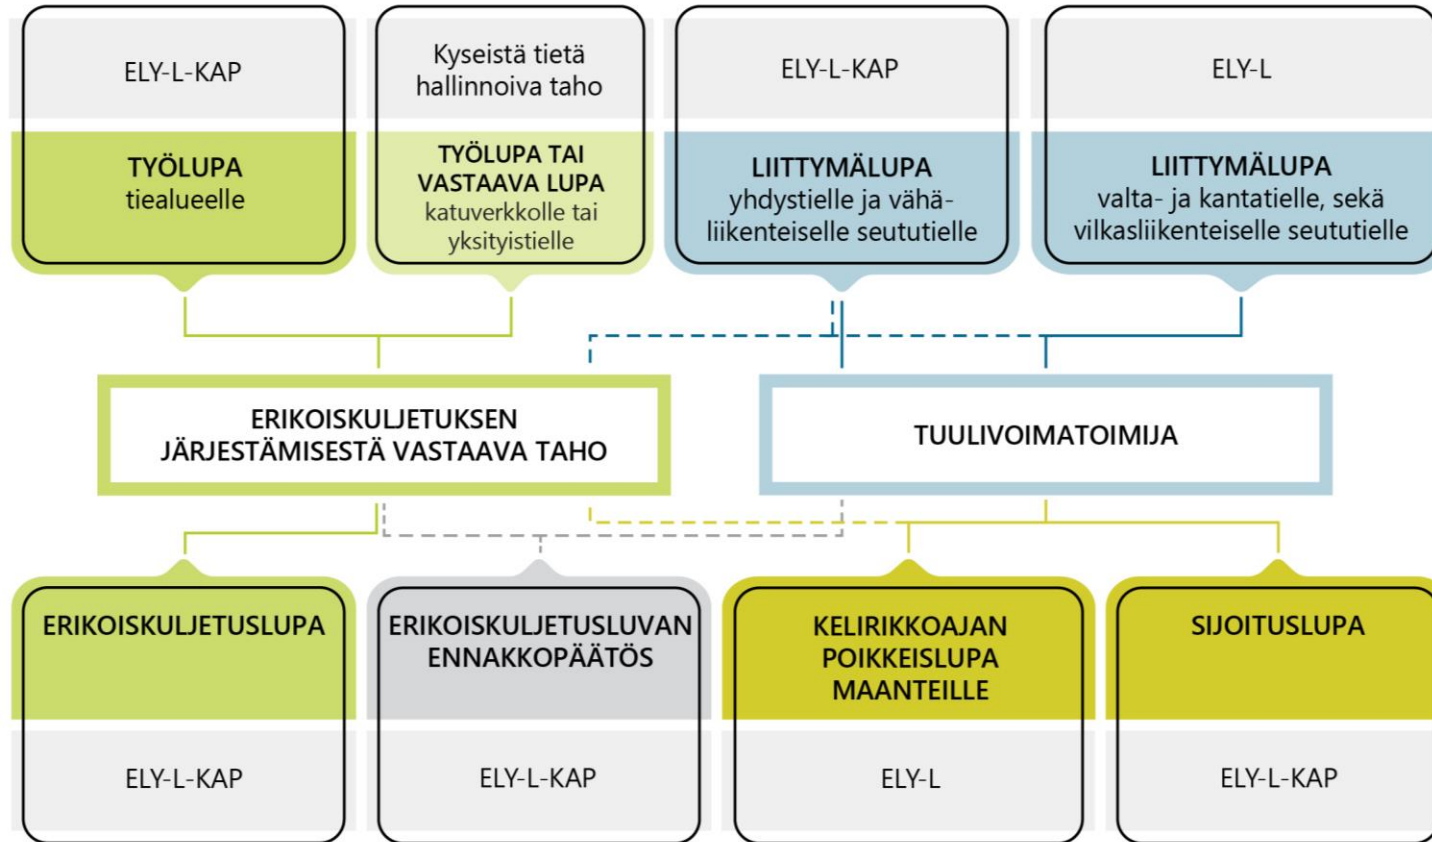 ELY-L-KAP
Kyseistä tietä
hallinnoiva taho
ELY-L-KAP
ELY-L
TYÖLUPA
tiealueelle
TYÖLUPA TAI
VASTAAVA LUPA
katuverkkolle tai
yksityistielle
LIITTYMÄLUPA
yhdystielle ja vähä-
liikenteiselle seututielle
LIITTYMÄLUPA
valta- ja kantatielle, sekä
vilkasliikenteiselle seututielle
ERIKOISKULJETUKSEN
JÄRJESTÄMISESTÄ VASTAAVA TAHO
TUULIVOIMATOIMIJA
ERIKOISKULJETUSLUPA
ERIKOISKULJETUSLUVAN
ENNAKKOPÄÄTÖS
KELIRIKKOAJAN
POIKKEISLUPA
MAANTEILLE
SIJOITUSLUPA
ELY-L-KAP
ELY-L-KAP
ELY-L
ELY-L-KAP